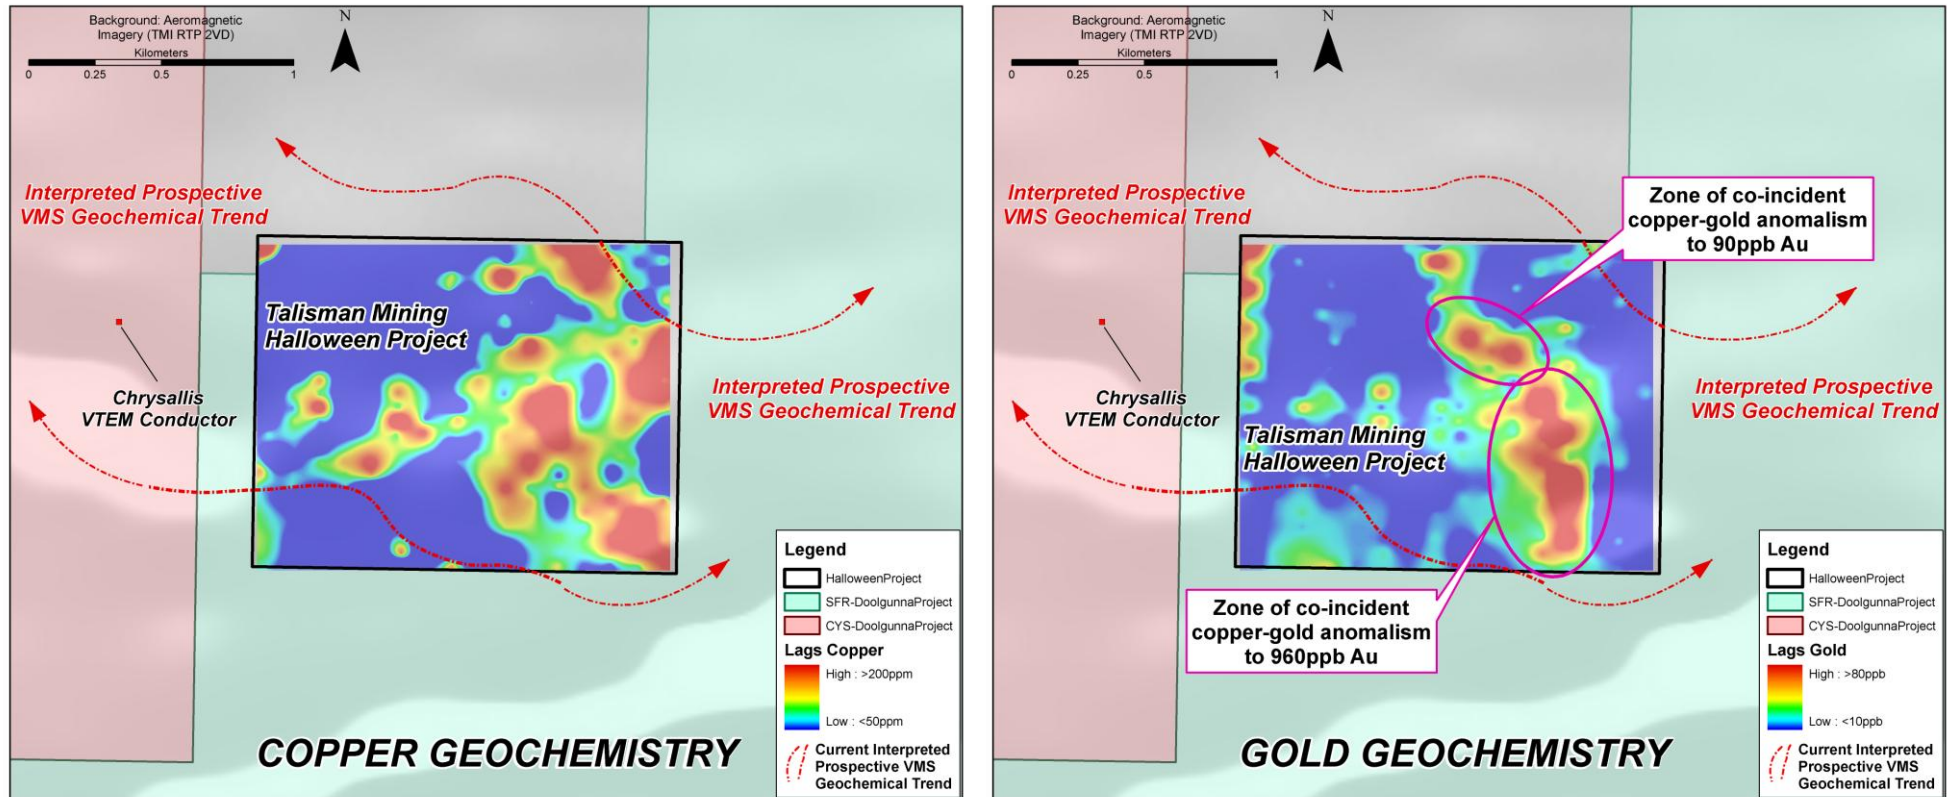 Background: Aeromagnetic
Imagery (TMI RTP 2VD)
Kilometers
0 0.25 0.5 1
N
Interpreted Prospective
VMS Geochemical Trend
Talisman Mining
Halloween Project
Chrysallis
VTEM Conductor
Interpreted Prospective
VMS Geochemical Trend
Legend
HalloweenProject
SFR-DoolgunnaProject
CYS-DoolgunnaProject
Lags Copper
High : >200ppm
Low : <50ppm
Current Interpreted
Prospective VMS
Geochemical Trend
COPPER GEOCHEMISTRY
Background: Aeromagnetic
Imagery (TMI RTP 2VD)
Kilometers
0 0.25 0.5 1
N
Interpreted Prospective
VMS Geochemical Trend
Zone of co-incident
copper-gold anomalism
to 90ppb Au
Chrysallis
VTEM Conductor
Interpreted Prospective
VMS Geochemical Trend
Talisman Mining
Halloween Project
Zone of co-incident
copper-gold anomalism
to 960ppb Au
Legend
HalloweenProject
SFR-DoolgunnaProject
CYS-DoolgunnaProject
Lags Gold
High : >80ppb
Low : <10ppb
Current Interpreted
Prospective VMS
Geochemical Trend
GOLD GEOCHEMISTRY